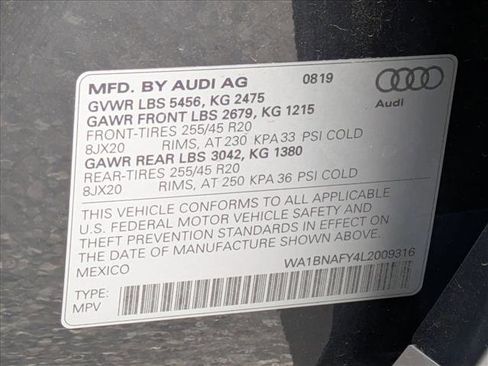 MFD. BY AUDI AG 0819
GVWR LBS 5456, KG 2475
GAWR FRONT LBS 2679, KG 1215
FRONT-TIRES 255/45 R20
8JX20 RIMS, AT 230 KPA 33 PSI COLD
GAWR REAR LBS 3042, KG 1380
REAR-TIRES 255/45 R20
8JX20 RIMS, AT 250 KPA 36 PSI COLD
Audi
THIS VEHICLE CONFORMS TO ALL APPLICABLE
U.S. FEDERAL MOTOR VEHICLE SAFETY AND
THEFT PREVENTION STANDARDS IN EFFECT ON
THE DATE OF MANUFACTURE SHOWN ABOVE.
MEXICO
WA1BNAFY4L2009316
TYPE:
MPV